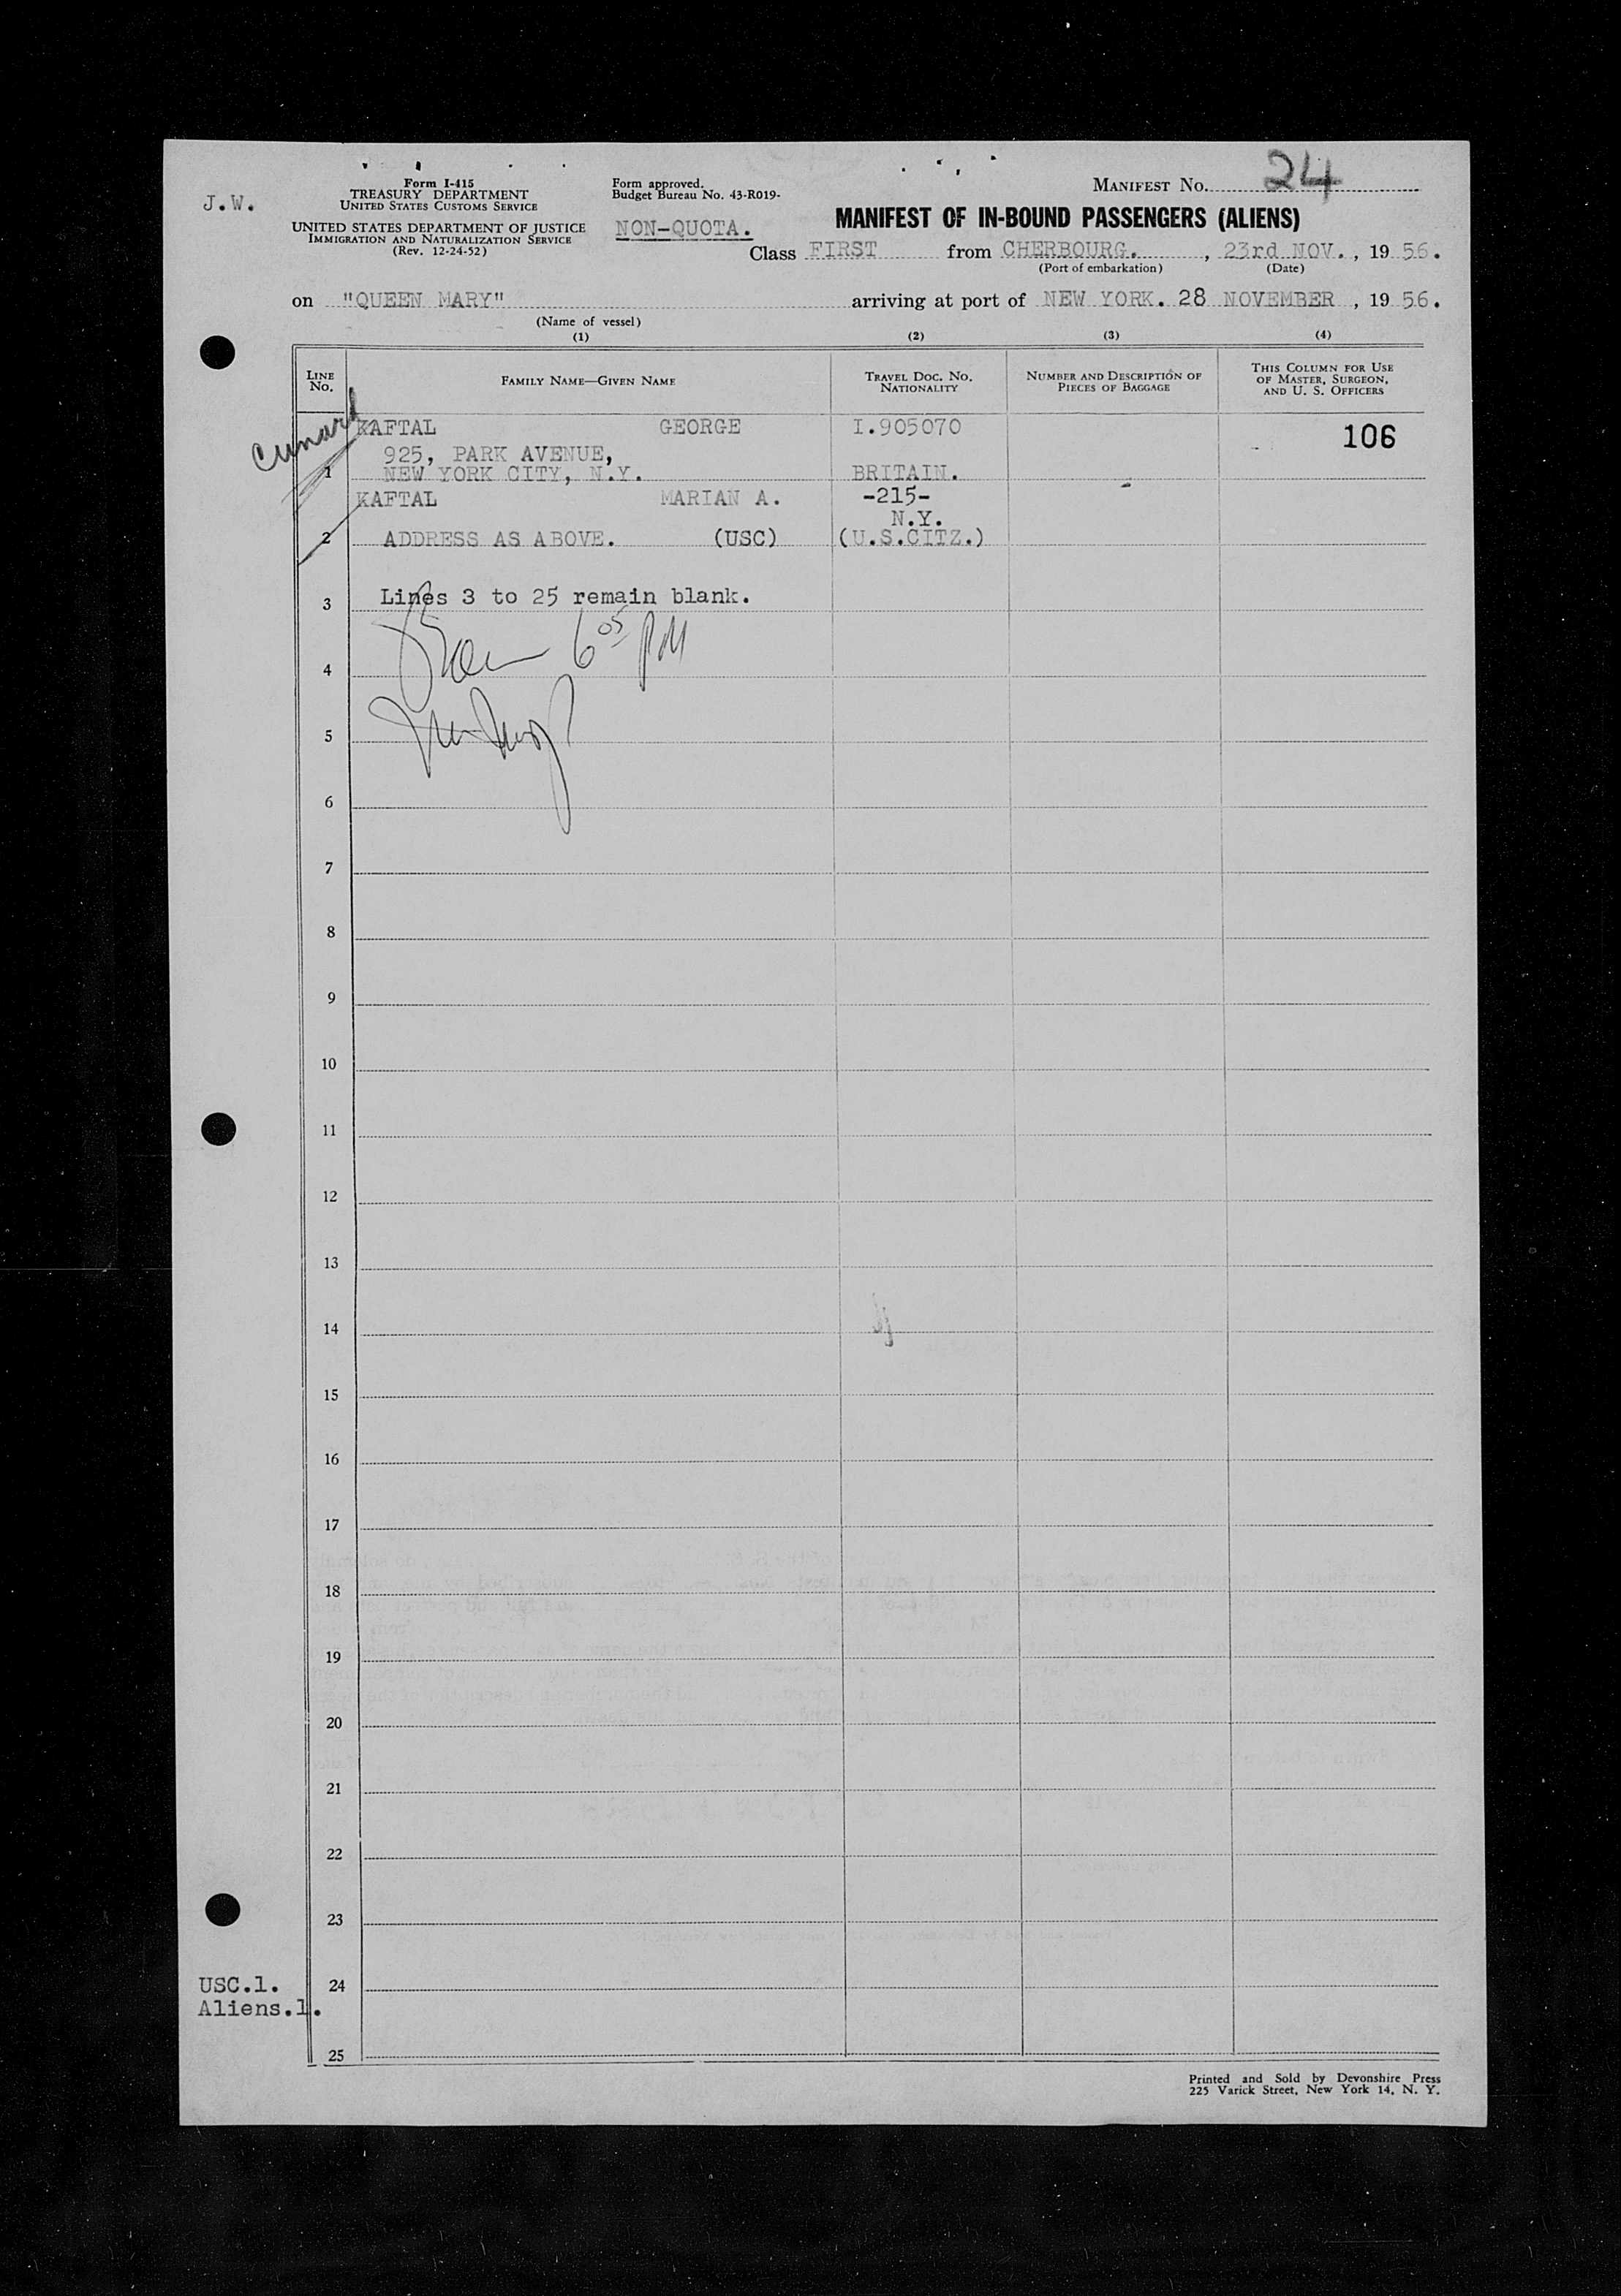 J.W.
Form I-415
TREASURY DEPARTMENT
UNITED STATES CUSTOMS SERVICE
UNITED STATES DEPARTMENT OF JUSTICE
IMMIGRATION AND NATURALIZATION SERVICE
(Rev. 12-24-52)
Form approved.
Budget Bureau No. 43-R019-
NON-QUOTA.
MANIFEST NO. 24
MANIFEST OF IN-BOUND PASSENGERS (ALIENS)
Class FIRST from CHERBOURG. , 23rd NOV. , 19 56.
(Port of embarkation) (Date)
on "QUEEN MARY" arriving at port of NEW YORK. 28 NOVEMBER , 19 56.
(Name of vessel)
(1) (2) (3) (4)
LINE NO. FAMILY NAME—GIVEN NAME TRAVEL DOC. NO. NATIONALITY NUMBER AND DESCRIPTION OF PIECES OF BAGGAGE THIS COLUMN FOR USE OF MASTER, SURGEON, AND U. S. OFFICERS
Cunard
KAFTAL GEORGE I.905070 106
925, PARK AVENUE,
1 NEW YORK CITY, N.Y. BRITAIN.
KAFTAL MARIAN A. -215-
N.Y.
2 ADDRESS AS ABOVE. (USC) (U.S.CITZ.)
3 Lines 3 to 25 remain blank.
6 05 PM
4
5
6
7
8
9
10
11
12
13
14
15
16
17
18
19
20
21
22
23
USC.1. 24
Aliens.1.
25
Printed and Sold by Devonshire Press
225 Varick Street, New York 14, N. Y.